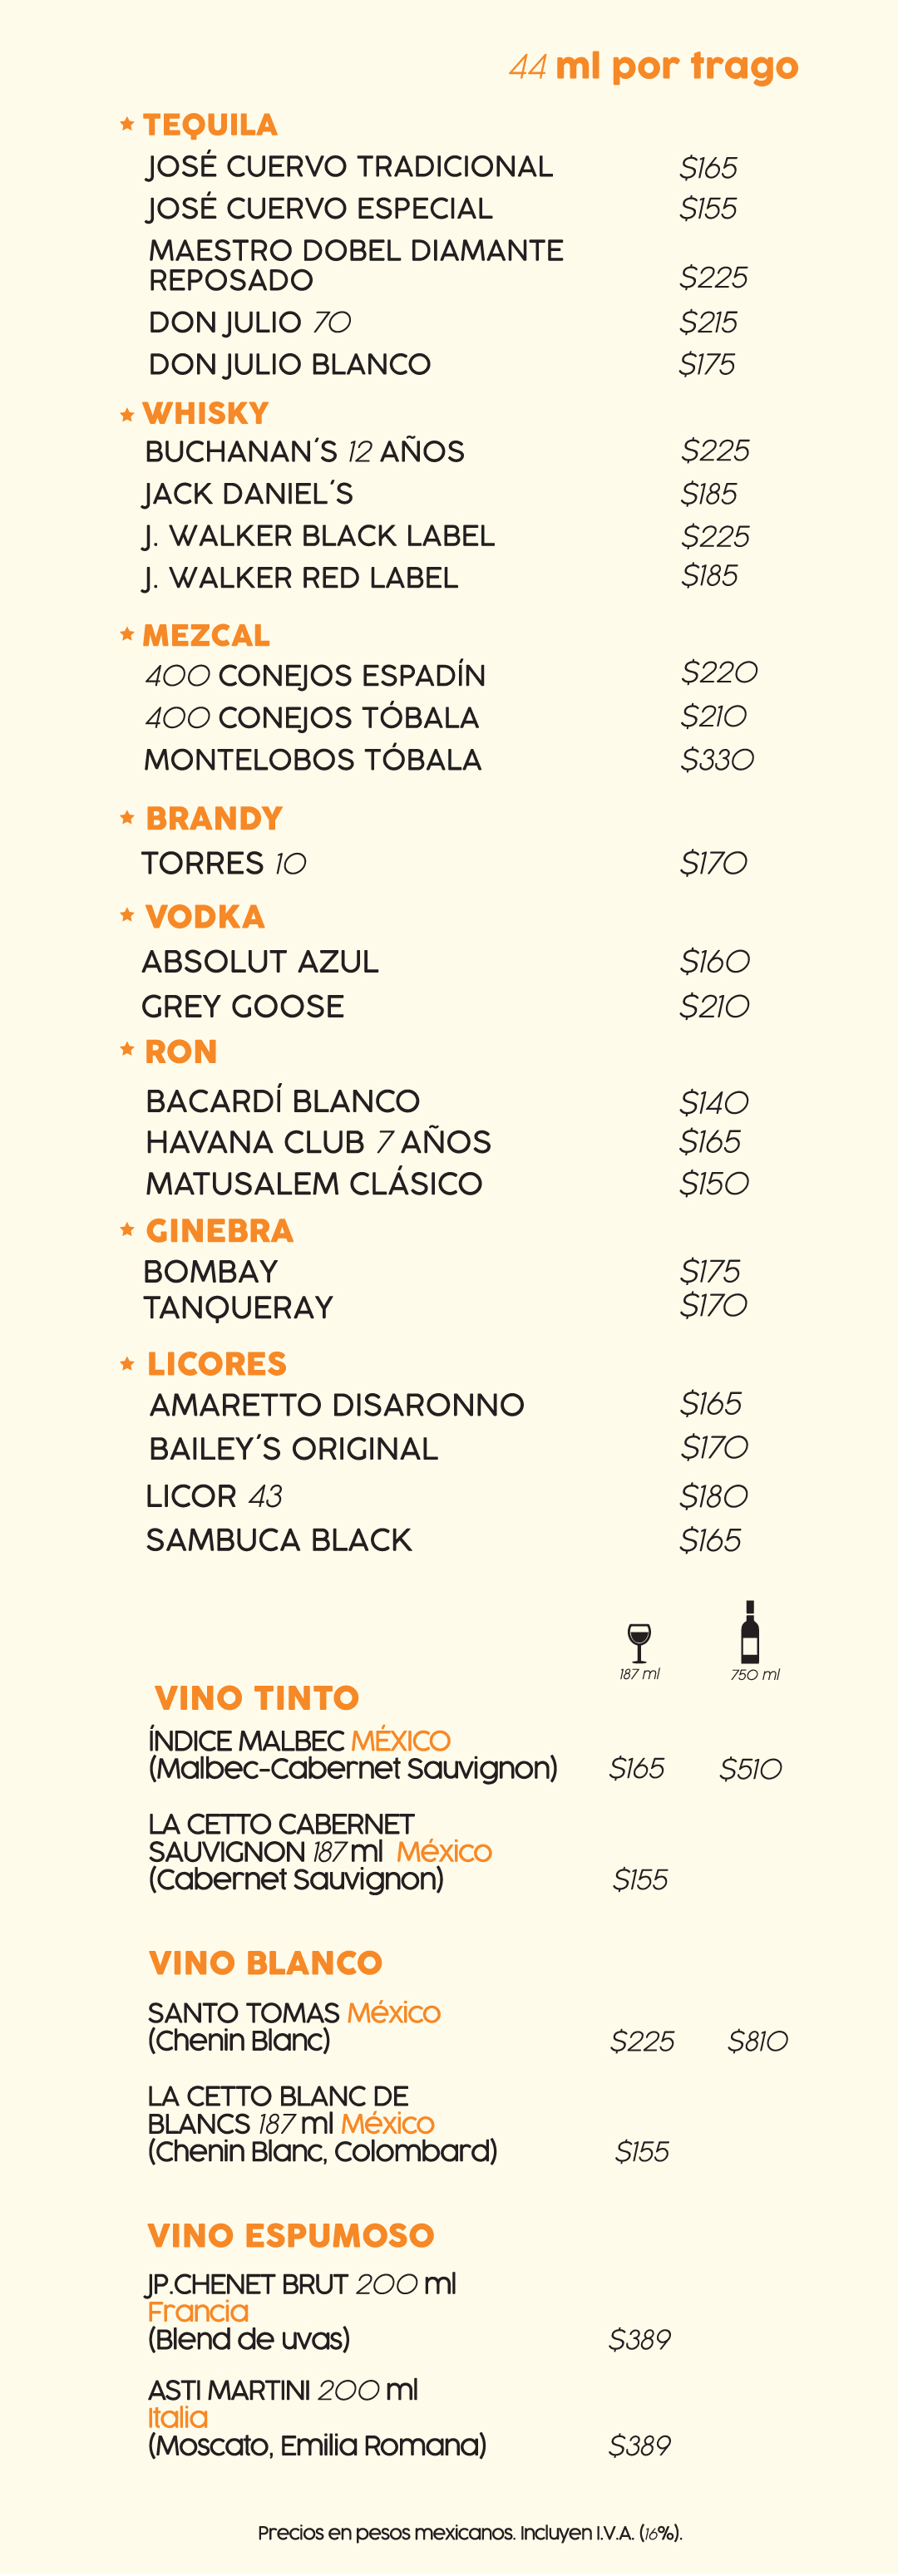 44 ml por trago
TEQUILA
JOSÉ CUERVO TRADICIONAL $165
JOSÉ CUERVO ESPECIAL $155
MAESTRO DOBEL DIAMANTE
REPOSADO $225
DON JULIO 70 $215
DON JULIO BLANCO $175
WHISKY
BUCHANAN´S 12 AÑOS $225
JACK DANIEL´S $185
J. WALKER BLACK LABEL $225
J. WALKER RED LABEL $185
MEZCAL
400 CONEJOS ESPADÍN $220
400 CONEJOS TÓBALA $210
MONTELOBOS TÓBALA $330
BRANDY
TORRES 10 $170
VODKA
ABSOLUT AZUL $160
GREY GOOSE $210
RON
BACARDÍ BLANCO $140
HAVANA CLUB 7 AÑOS $165
MATUSALEM CLÁSICO $150
GINEBRA
BOMBAY $175
TANQUERAY $170
LICORES
AMARETTO DISARONNO $165
BAILEY´S ORIGINAL $170
LICOR 43 $180
SAMBUCA BLACK $165
187 ml 750 ml
VINO TINTO
ÍNDICE MALBEC MÉXICO
(Malbec-Cabernet Sauvignon) $165 $510
LA CETTO CABERNET
SAUVIGNON 187 ml México
(Cabernet Sauvignon) $155
VINO BLANCO
SANTO TOMAS México
(Chenin Blanc) $225 $810
LA CETTO BLANC DE
BLANCS 187 ml México
(Chenin Blanc, Colombard) $155
VINO ESPUMOSO
JP.CHENET BRUT 200 ml
Francia
(Blend de uvas) $389
ASTI MARTINI 200 ml
Italia
(Moscato, Emilia Romana) $389
Precios en pesos mexicanos. Incluyen I.V.A. (16%).